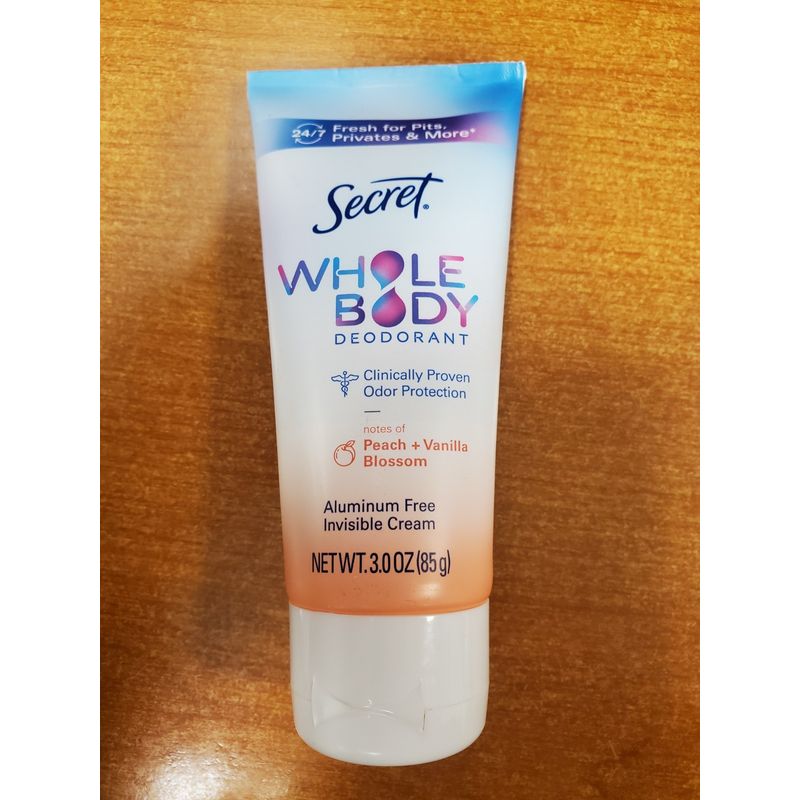 24/7 Fresh for Pits,
Privates & More*
Secret®
WHOLE
BODY
DEODORANT
Clinically Proven
Odor Protection
notes of
Peach + Vanilla
Blossom
Aluminum Free
Invisible Cream
NET WT. 3.0 OZ (85 g)